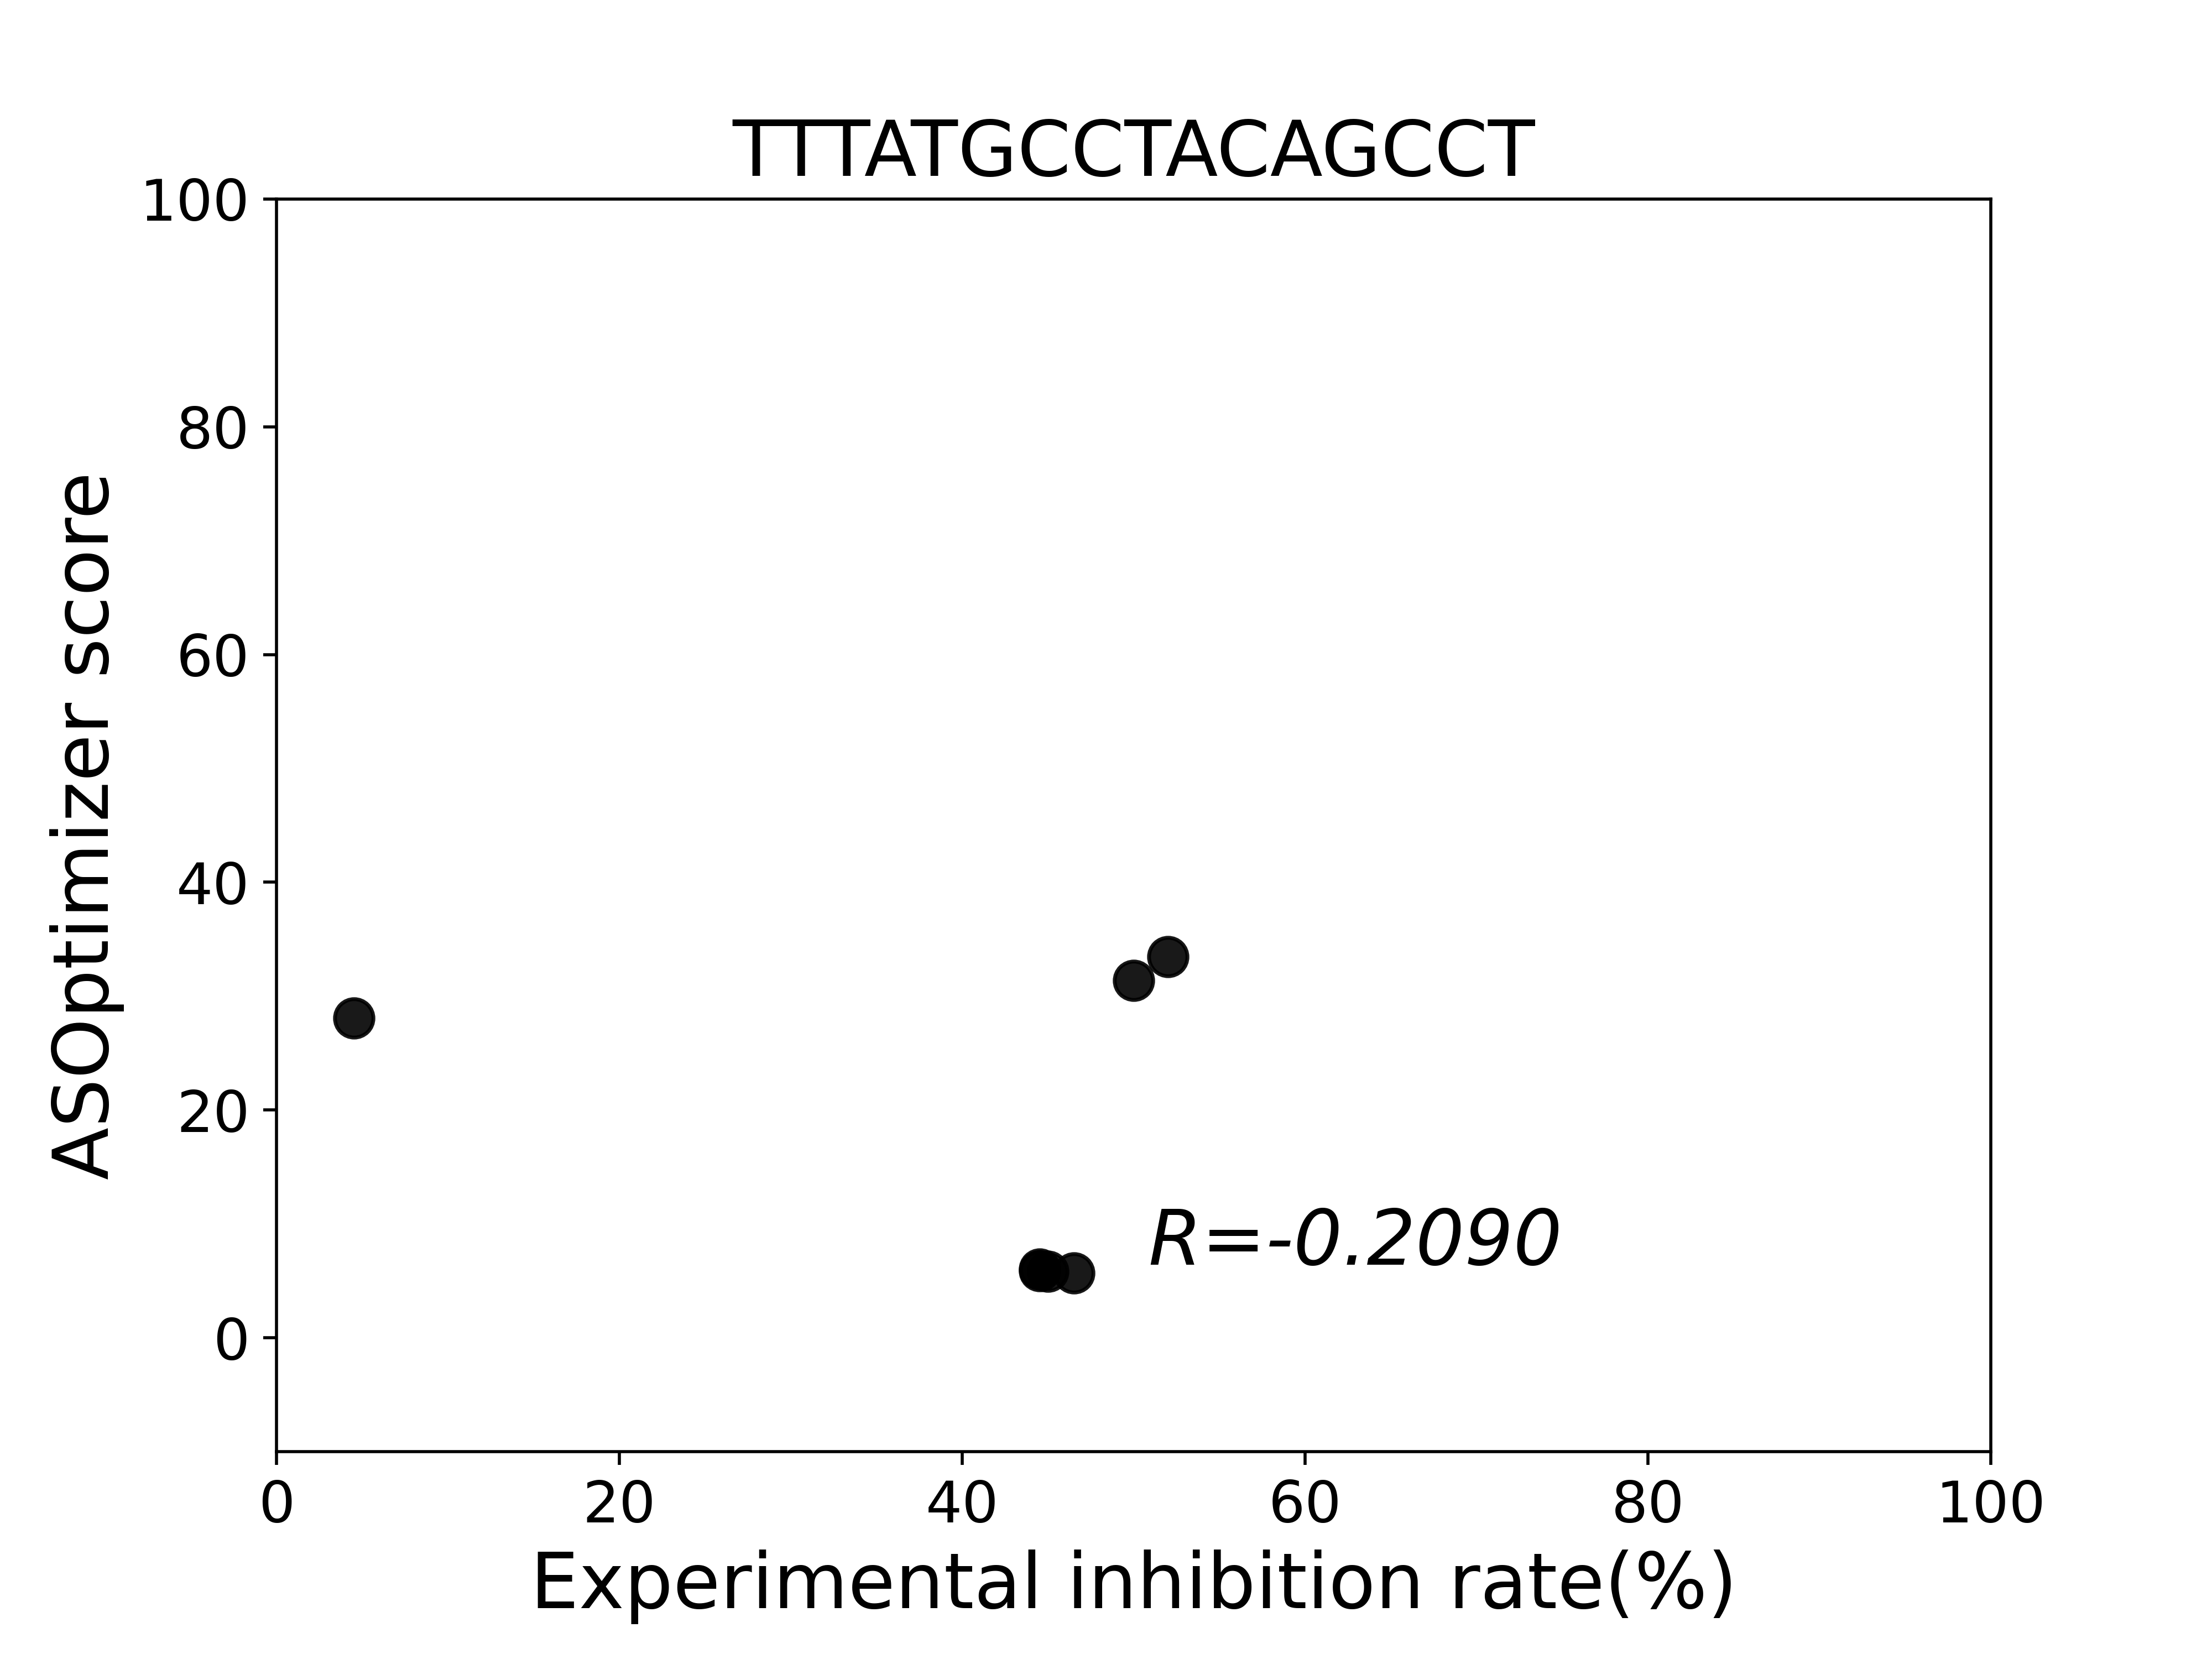 TTTATGCCTACAGCCT
100
80
60
40
20
0
ASOptimizer score
R=-0.2090
0 20 40 60 80 100
Experimental inhibition rate(%)